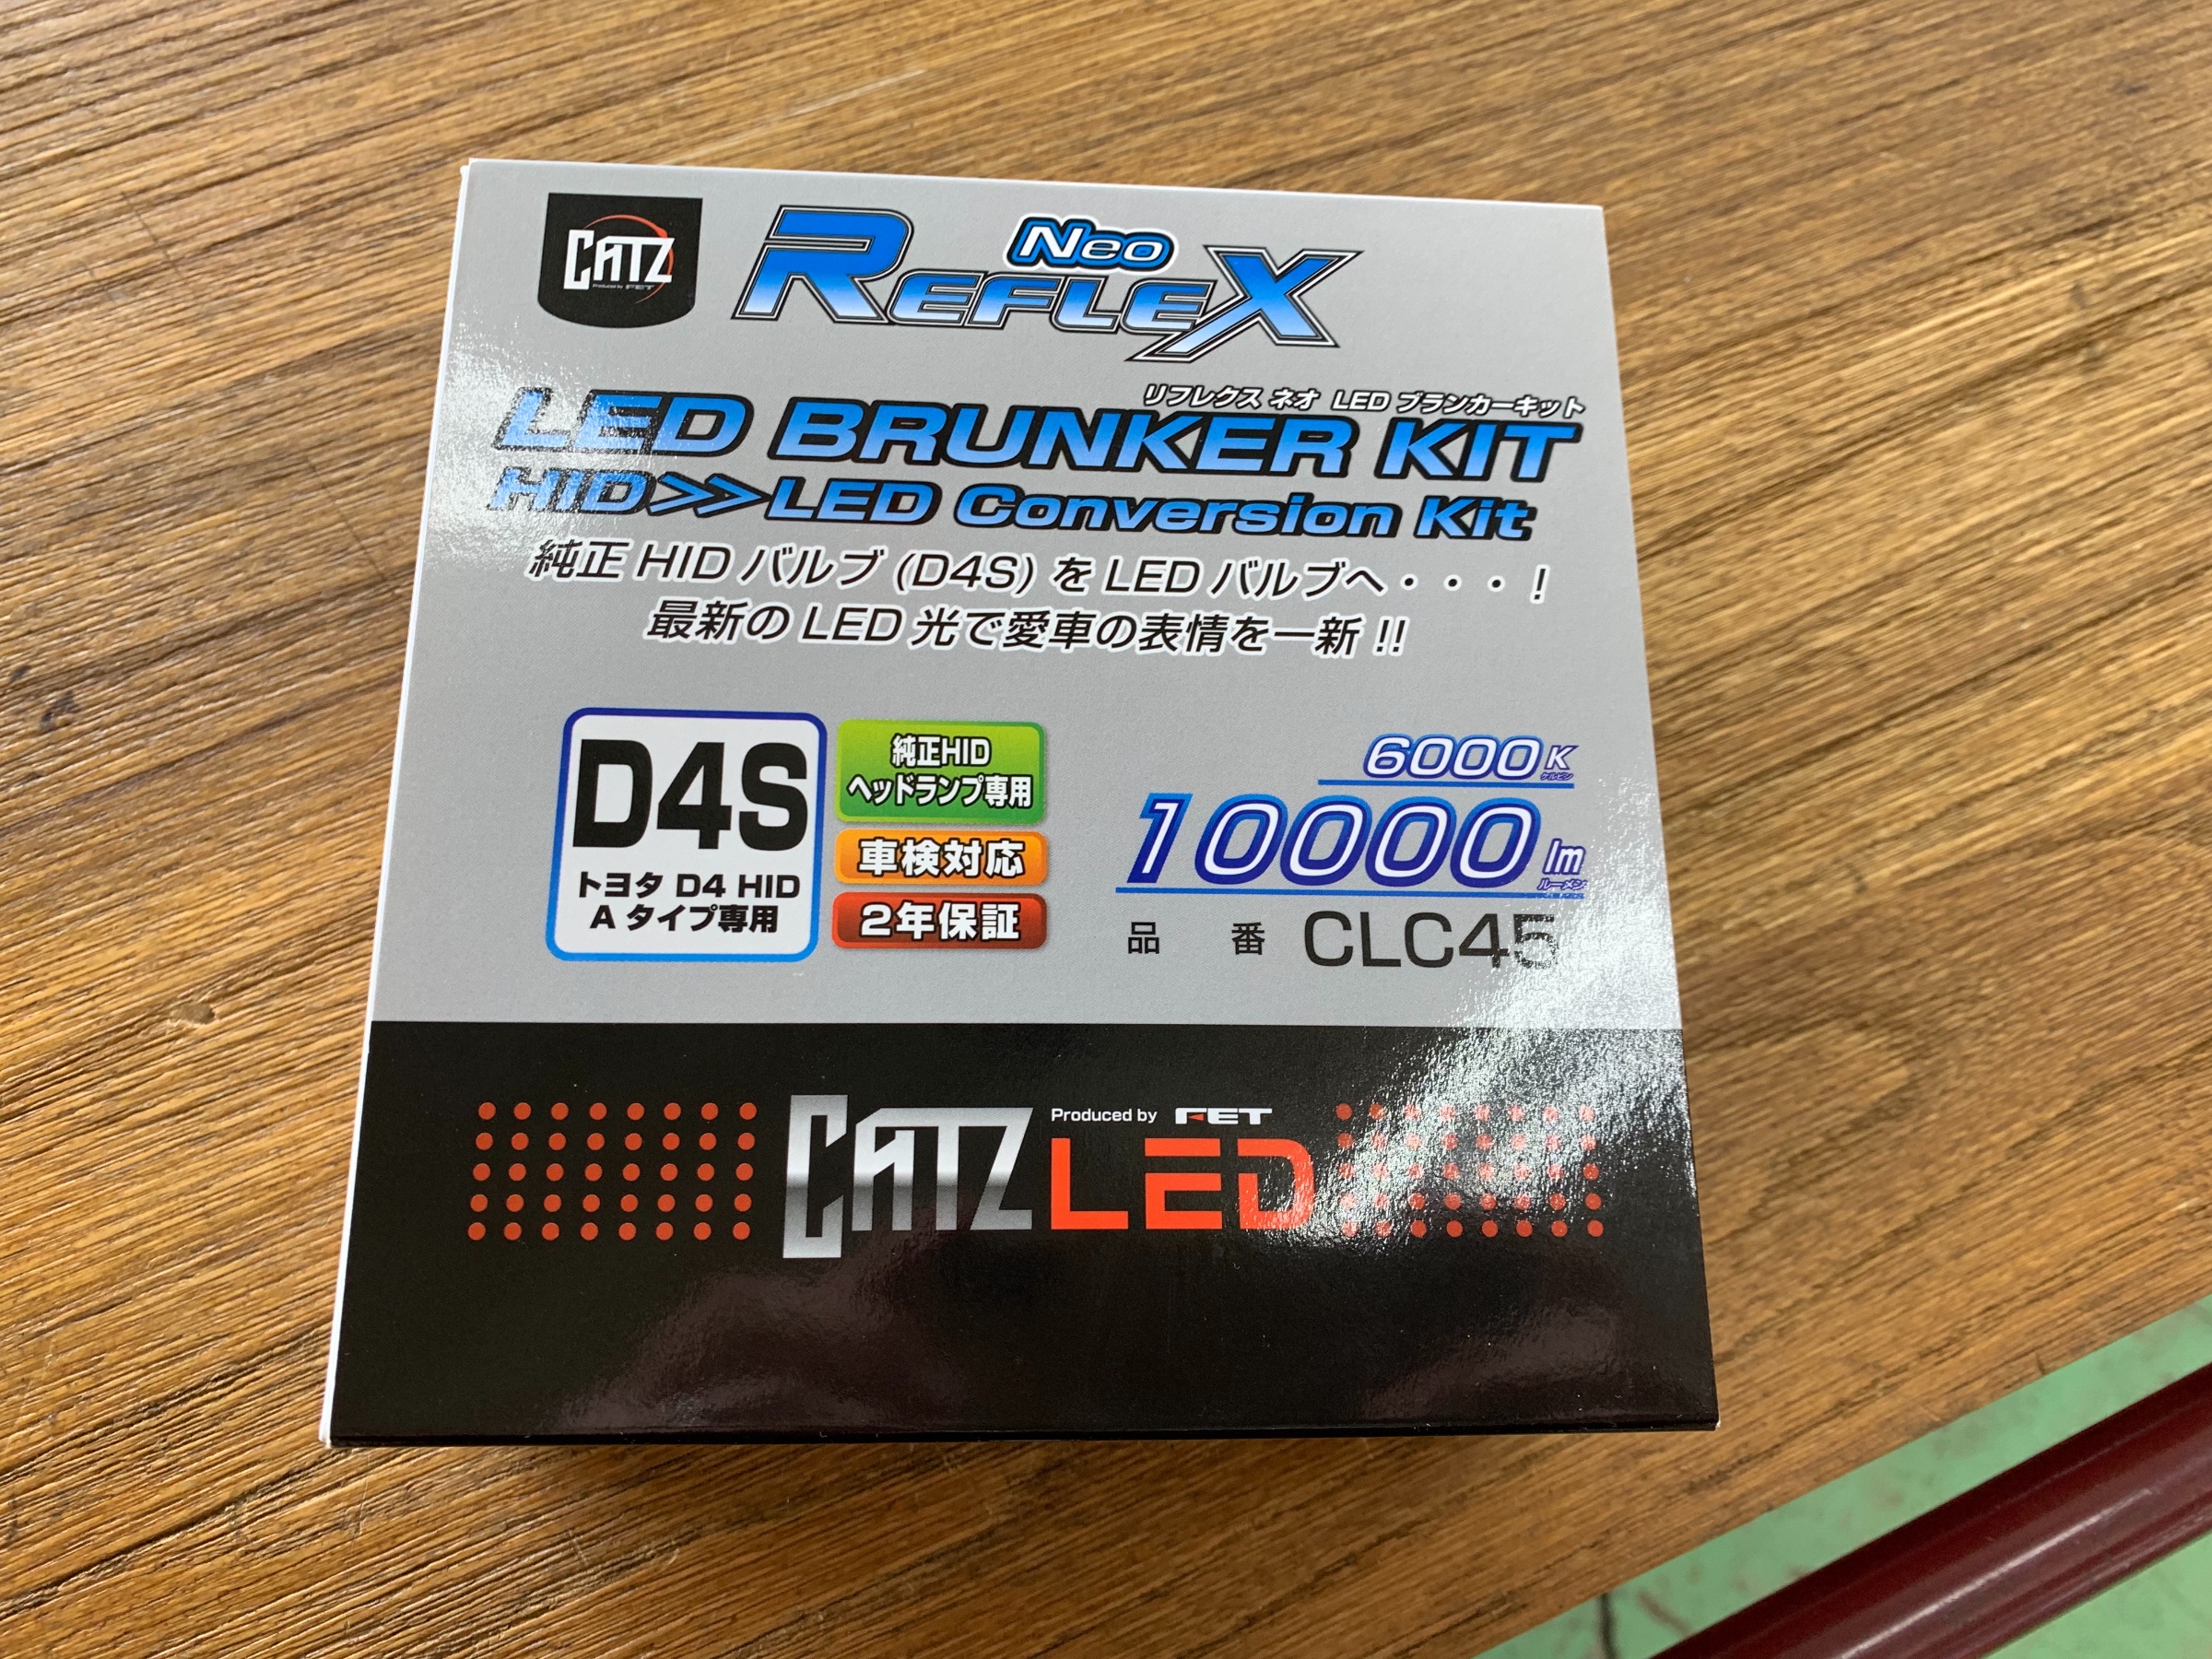 CATZ
Produced by FET
Neo
REFLEX
リフレクス ネオ LED ブランカーキット
LED BRUNKER KIT
HID>>LED Conversion Kit
純正 HID バルブ (D4S) を LED バルブへ・・・!
最新の LED 光で愛車の表情を一新 !!
D4S
トヨタ D4 HID
A タイプ専用
純正HID
ヘッドランプ専用
車検対応
2年保証
6000K
ケルビン
10000lm
ルーメン
品 番 CLC45
CATZ
Produced by FET
LED